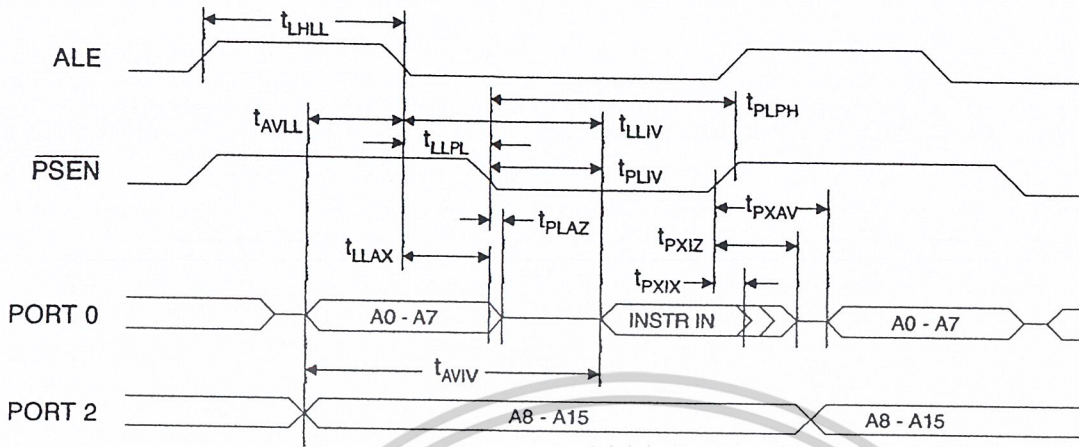 tLHLL
ALE
tPLPH
tAVLL
tLLIV
tLLPL
PSEN
tPLIV
tPXAV
tPLAZ
tLLAX
tPXIZ
tPXIX
PORT 0
A0 - A7
INSTR IN
A0 - A7
tAVIV
PORT 2
A8 - A15
A8 - A15